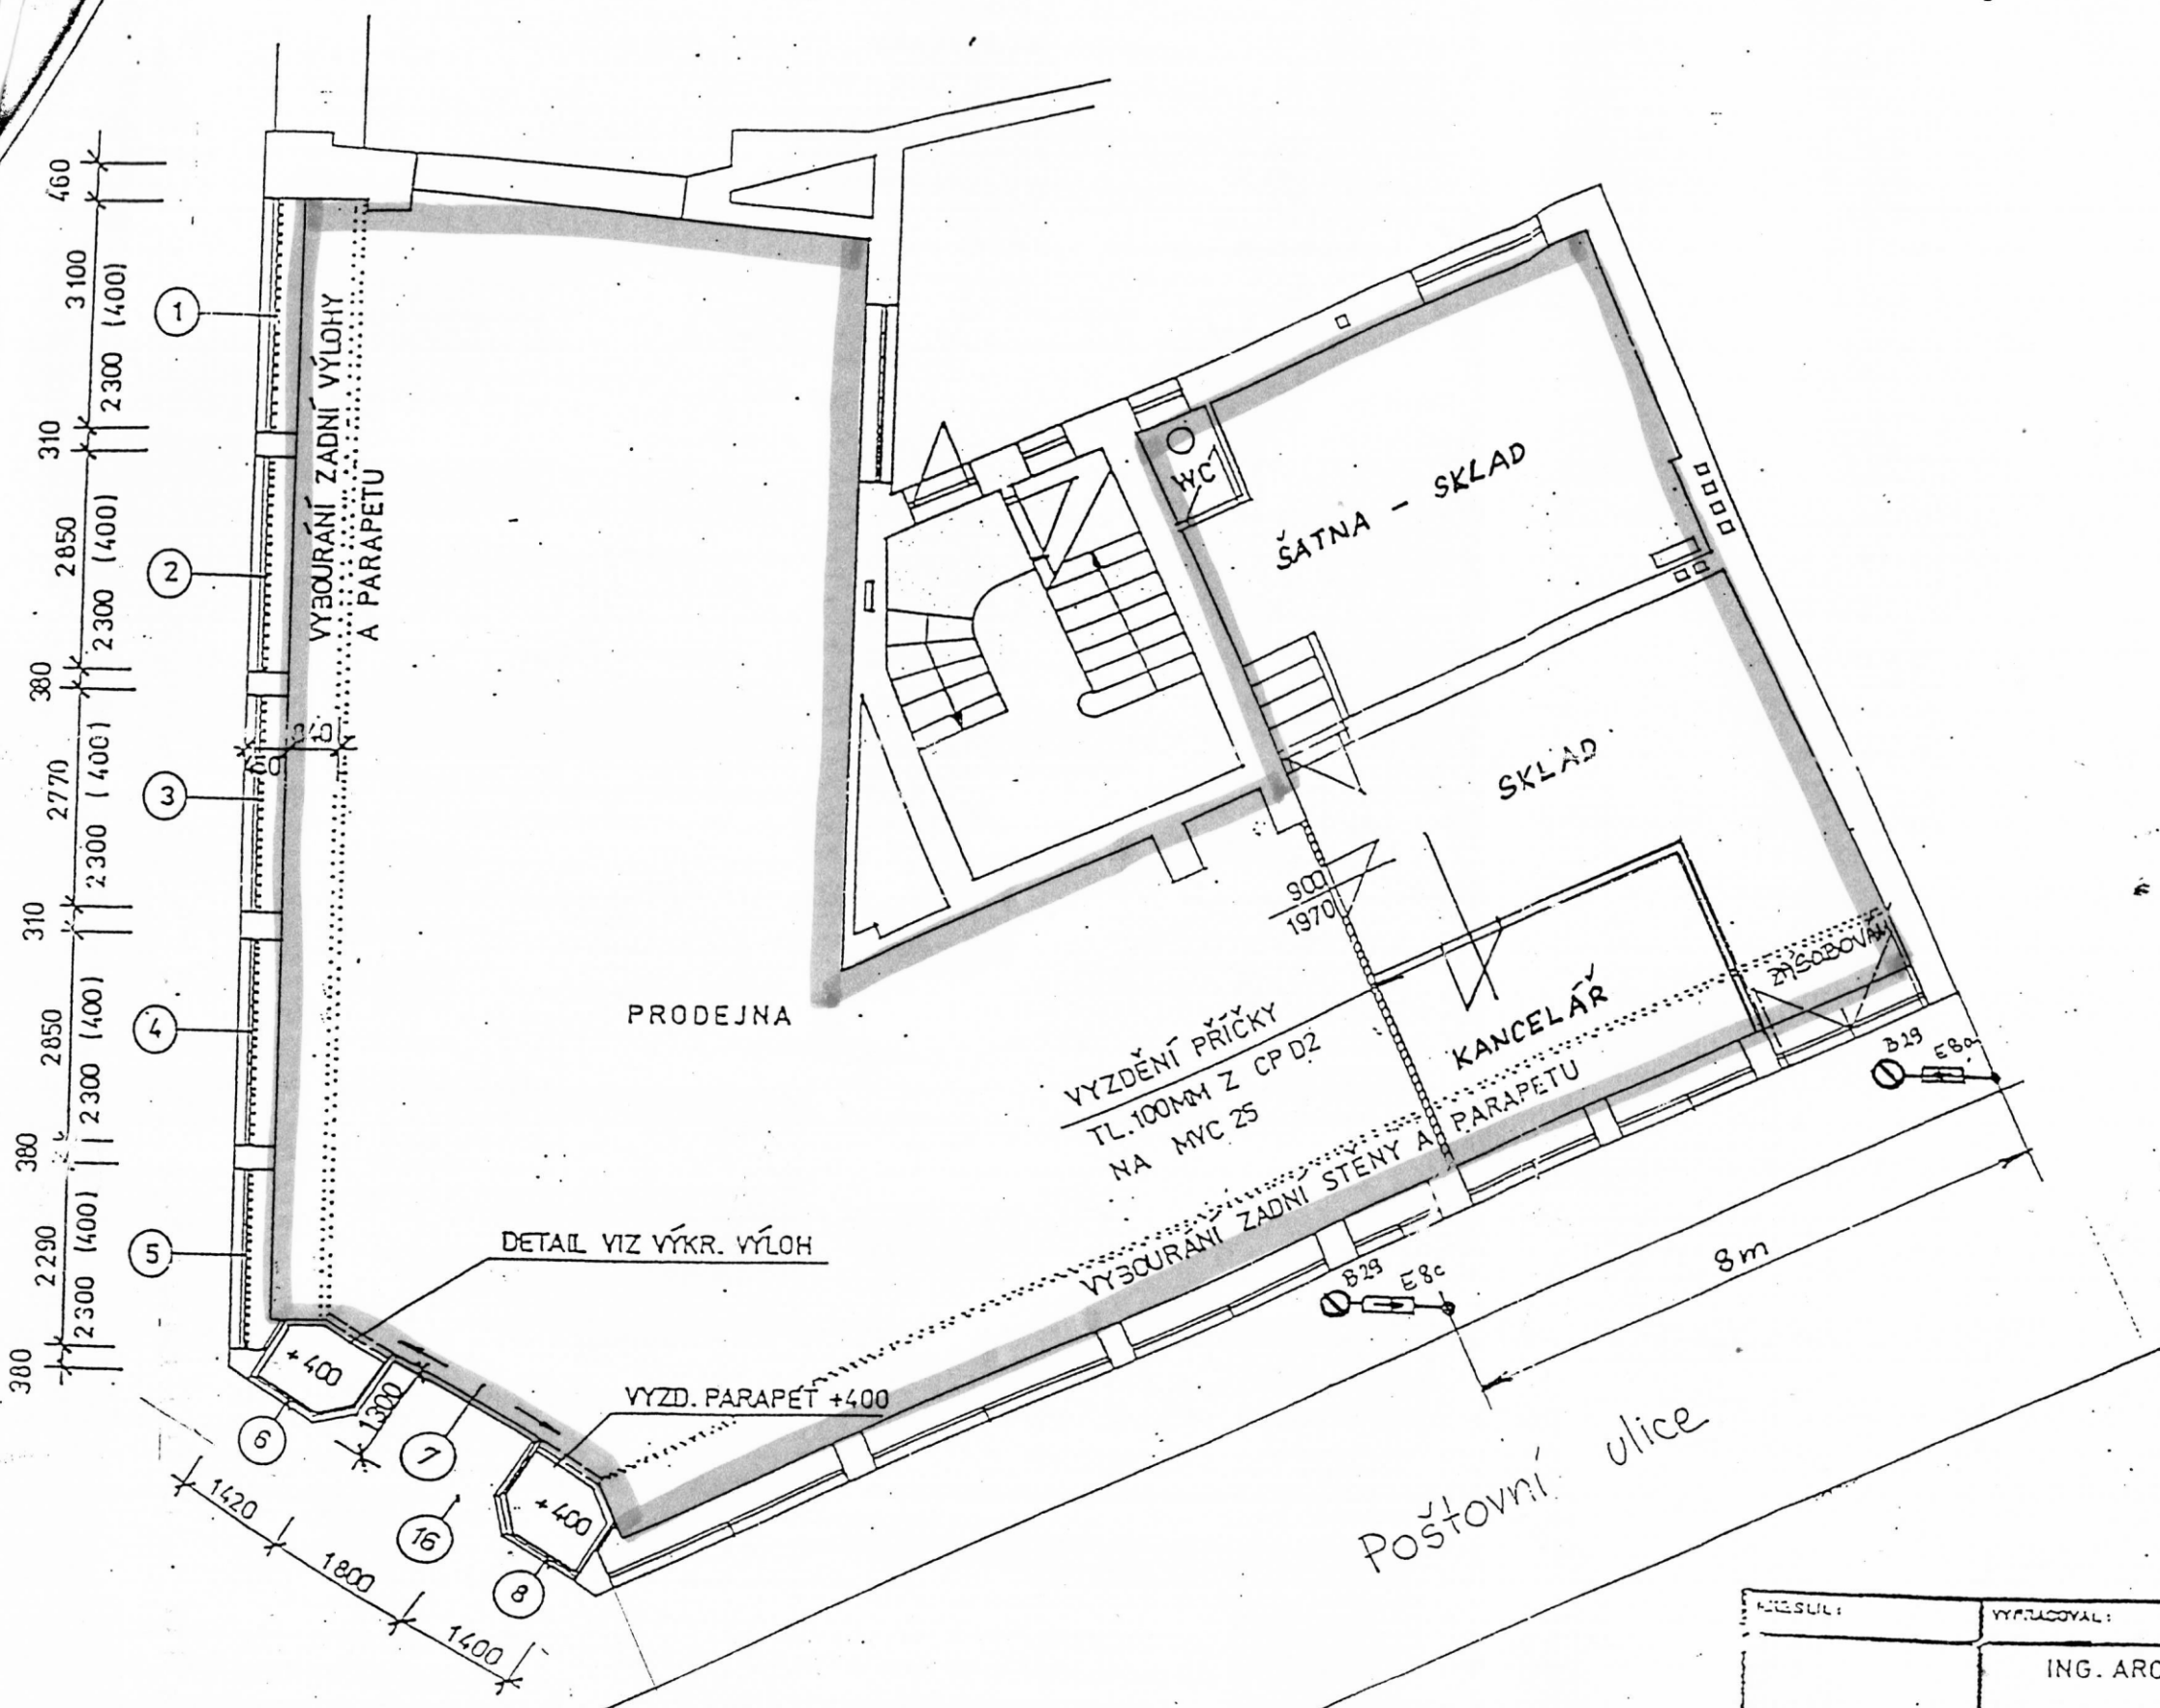 460
3100
2300 (400)
310
2850
2300 (400)
380
2770
2300 (400)
310
2850
2300 (400)
380
2290
2300 (400)
380
1
2
3
4
5
VYBOURÁNÍ ZADNÍ VÝLOHY
A PARAPETU
WC
ŠATNA - SKLAD
SKLAD
900
1970
KANCELÁŘ
ZÁSOBOVÁNÍ
PRODEJNA
VYZDĚNÍ PŘÍČKY
TL.100MM Z CP D2
NA MVC 25
VYBOURÁNÍ ZADNÍ STĚNY A PARAPETU
B29
E8a
B29
E8c
8m
DETAIL VIZ VÝKR. VÝLOH
VYZD. PARAPET +400
+400
1300
+400
6
7
16
8
1420
1800
1400
Poštovní ulice
VYPRACOVAL:
ING. ARC